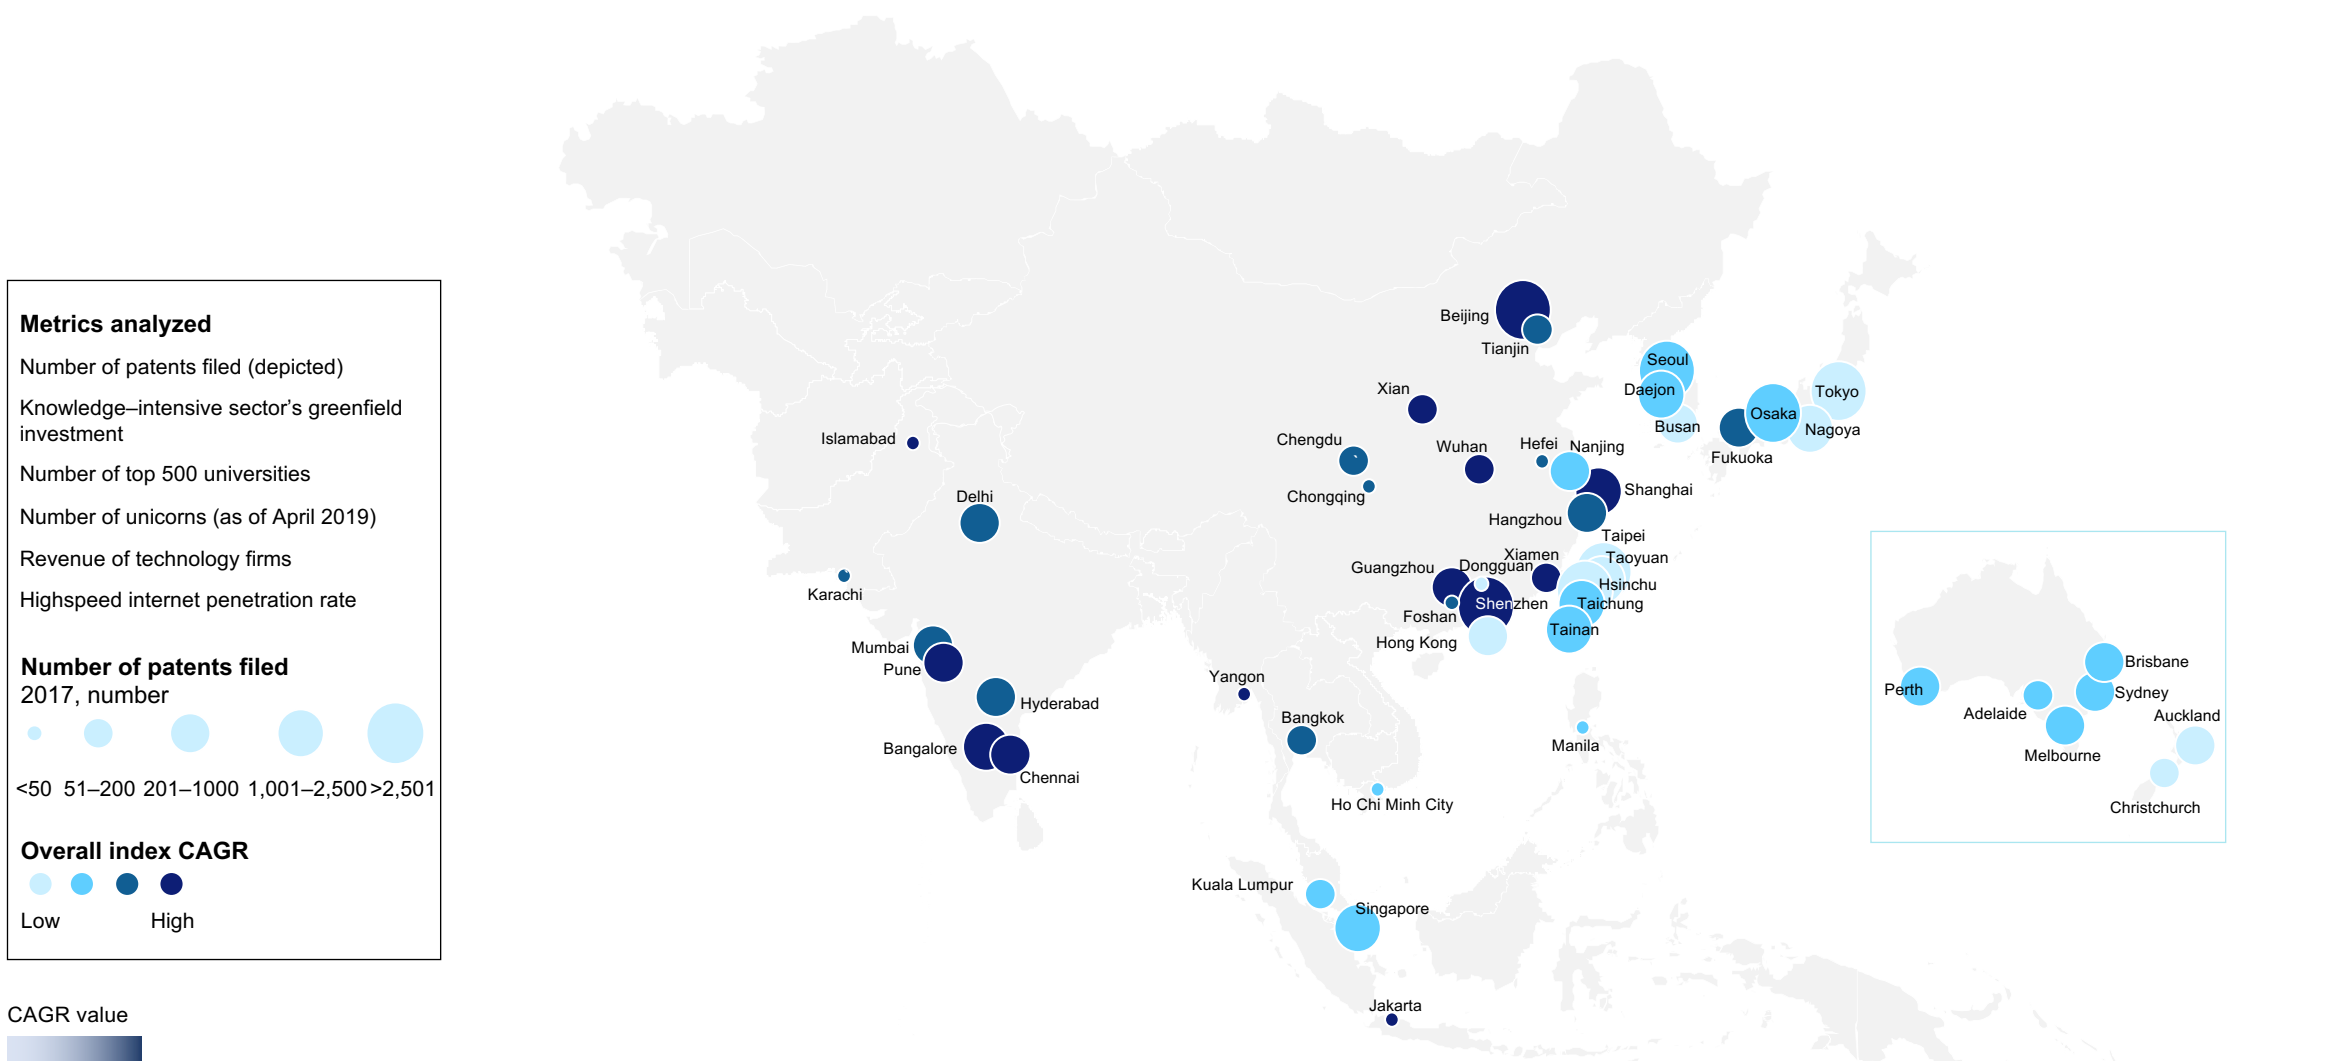 Metrics analyzed
Number of patents filed (depicted)
Knowledge–intensive sector’s greenfield
investment
Number of top 500 universities
Number of unicorns (as of April 2019)
Revenue of technology firms
Highspeed internet penetration rate
Number of patents filed
2017, number
<50 51–200 201–1000 1,001–2,500 >2,501
Overall index CAGR
Low High
CAGR value
Beijing
Tianjin
Seoul
Daejon
Busan
Tokyo
Osaka
Nagoya
Fukuoka
Xian
Islamabad
Chengdu
Wuhan
Hefei
Nanjing
Shanghai
Chongqing
Delhi
Hangzhou
Taipei
Xiamen
Taoyuan
Guangzhou
Dongguan
Hsinchu
Karachi
Shenzhen
Taichung
Foshan
Tainan
Hong Kong
Mumbai
Pune
Yangon
Hyderabad
Bangkok
Bangalore
Manila
Chennai
Ho Chi Minh City
Kuala Lumpur
Singapore
Jakarta
Brisbane
Perth
Sydney
Adelaide
Auckland
Melbourne
Christchurch